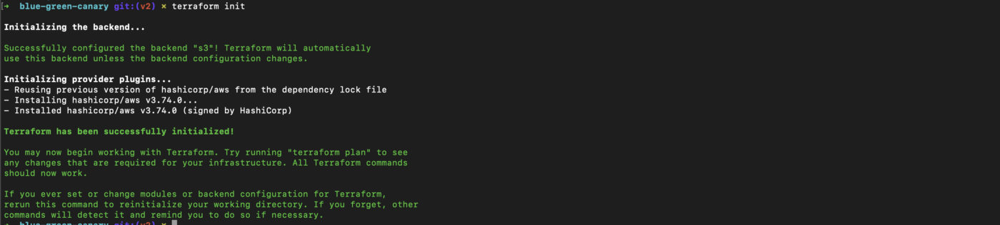 [➜  blue-green-canary git:(v2) ✗ terraform init
Initializing the backend...
Successfully configured the backend "s3"! Terraform will automatically
use this backend unless the backend configuration changes.
Initializing provider plugins...
- Reusing previous version of hashicorp/aws from the dependency lock file
- Installing hashicorp/aws v3.74.0...
- Installed hashicorp/aws v3.74.0 (signed by HashiCorp)
Terraform has been successfully initialized!
You may now begin working with Terraform. Try running "terraform plan" to see
any changes that are required for your infrastructure. All Terraform commands
should now work.
If you ever set or change modules or backend configuration for Terraform,
rerun this command to reinitialize your working directory. If you forget, other
commands will detect it and remind you to do so if necessary.
➜  blue-green-canary git:(v2) ✗